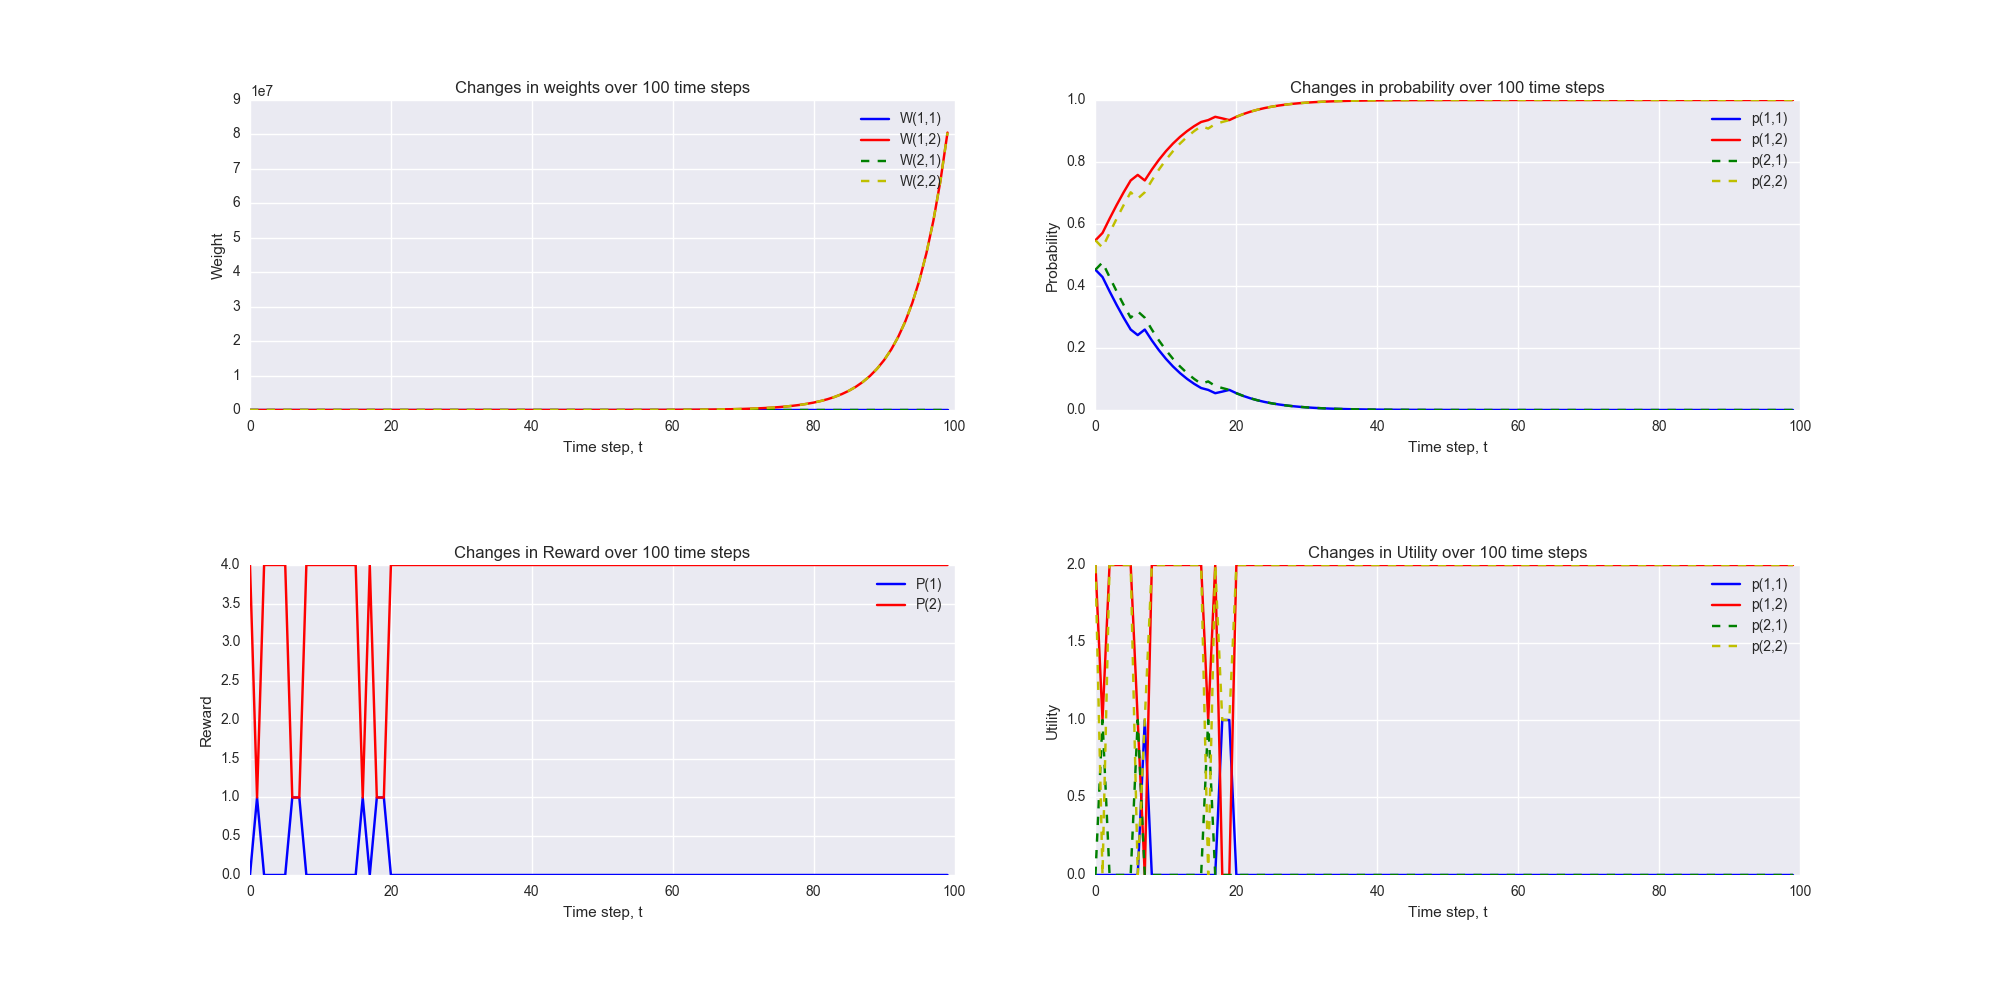 Changes in weights over 100 time steps
1e7
9
8
7
6
5
4
3
2
1
0
Weight
0 20 40 60 80 100
Time step, t
W(1,1)
W(1,2)
W(2,1)
W(2,2)
Changes in probability over 100 time steps
1.0
0.8
0.6
0.4
0.2
0.0
Probability
0 20 40 60 80 100
Time step, t
p(1,1)
p(1,2)
p(2,1)
p(2,2)
Changes in Reward over 100 time steps
4.0
3.5
3.0
2.5
2.0
1.5
1.0
0.5
0.0
Reward
0 20 40 60 80 100
Time step, t
P(1)
P(2)
Changes in Utility over 100 time steps
2.0
1.5
1.0
0.5
0.0
Utility
0 20 40 60 80 100
Time step, t
p(1,1)
p(1,2)
p(2,1)
p(2,2)